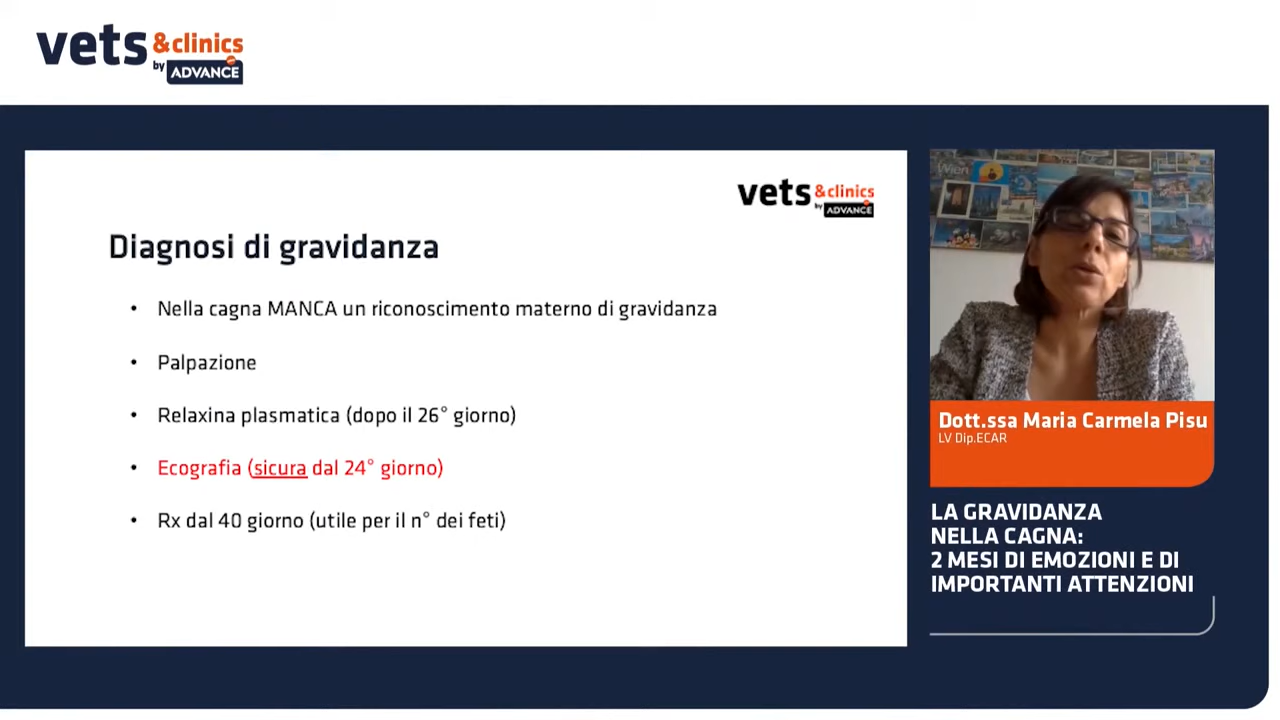 vets &clinics
by ADVANCE
vets &clinics
by ADVANCE
Diagnosi di gravidanza
• Nella cagna MANCA un riconoscimento materno di gravidanza
• Palpazione
• Relaxina plasmatica (dopo il 26° giorno)
• Ecografia (sicura dal 24° giorno)
• Rx dal 40 giorno (utile per il n° dei feti)
Wien
Dott.ssa Maria Carmela Pisu
LV Dip.ECAR
LA GRAVIDANZA
NELLA CAGNA:
2 MESI DI EMOZIONI E DI
IMPORTANTI ATTENZIONI